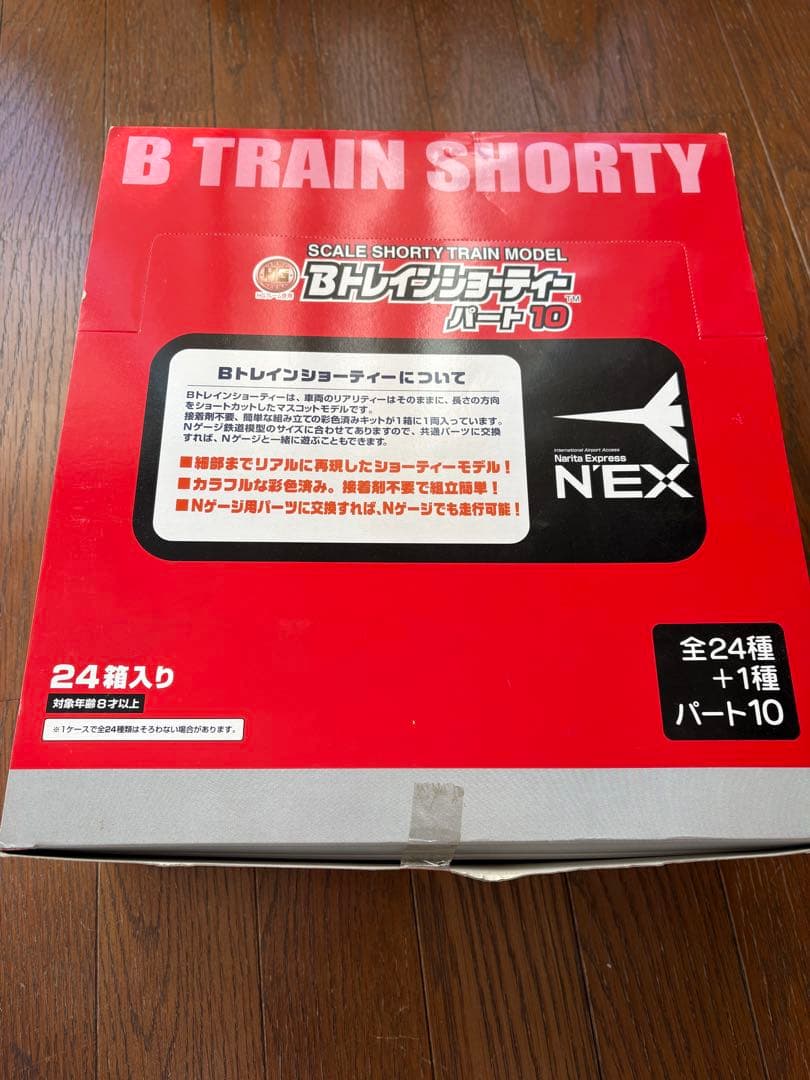 B TRAIN SHORTY
SCALE SHORTY TRAIN MODEL
HG
Bトレインショーティー™
パート10
Bトレインショーティーについて
Bトレインショーティーは、車両のリアリティーはそのままに、長さの方向
をショートカットしたマスコットモデルです。
接着剤不要、簡単な組み立ての彩色済みキットが1箱に1両入っています。
Nゲージ鉄道模型のサイズに合わせてありますので、共通パーツに交換
すれば、Nゲージと一緒に遊ぶこともできます。
■細部までリアルに再現したショーティーモデル!
■カラフルな彩色済み。接着剤不要で組立簡単!
■Nゲージ用パーツに交換すれば、Nゲージでも走行可能!
International Airport Access
Narita Express
N'EX
24箱入り
対象年齢8才以上
※1ケースで全24種類はそろわない場合があります。
全24種
+1種
パート10